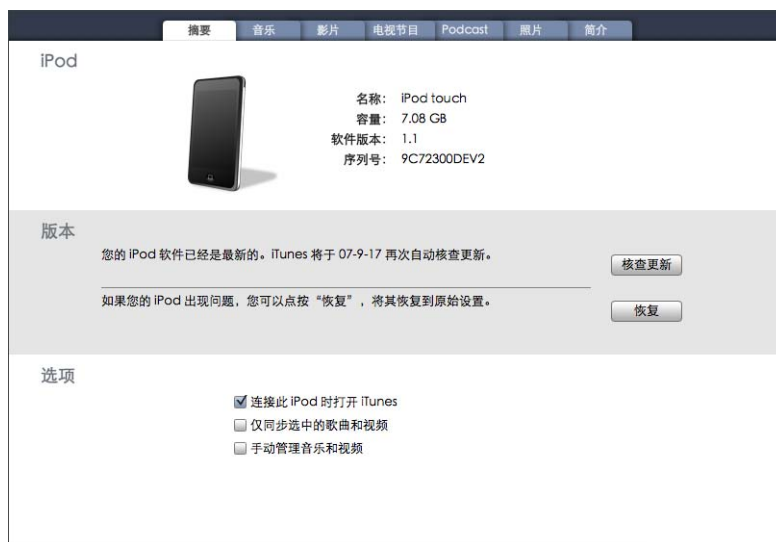 摘要 音乐 影片 电视节目 Podcast 照片 简介
iPod
名称: iPod touch
容量: 7.08 GB
软件版本: 1.1
序列号: 9C72300DEV2
版本
您的 iPod 软件已经是最新的。iTunes 将于 07-9-17 再次自动核查更新。
核查更新
如果您的 iPod 出现问题，您可以点按“恢复”，将其恢复到原始设置。
恢复
选项
连接此 iPod 时打开 iTunes
仅同步选中的歌曲和视频
手动管理音乐和视频